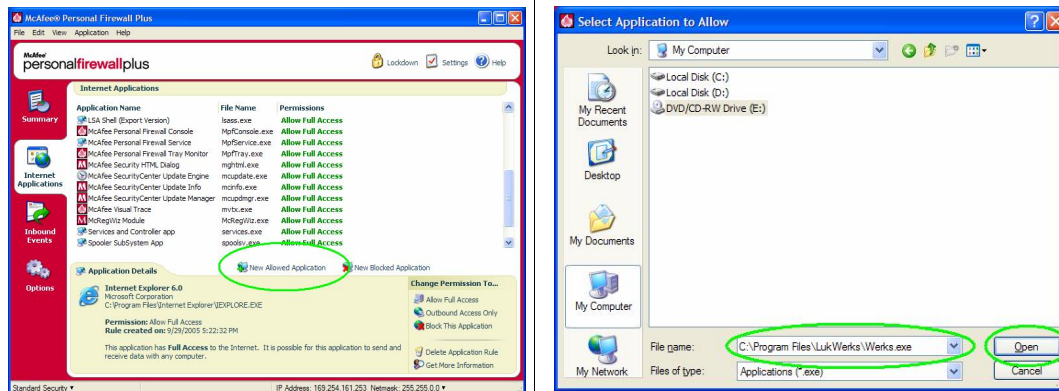 McAfee® Personal Firewall Plus
File Edit View Application Help
McAfee
personalfirewallplus
Lockdown Settings Help
Summary
Internet Applications
Inbound Events
Options
Internet Applications
Application Name File Name Permissions
LSA Shell (Export Version) lsass.exe Allow Full Access
McAfee Personal Firewall Console MpfConsole.exe Allow Full Access
McAfee Personal Firewall Service MpfService.exe Allow Full Access
McAfee Personal Firewall Tray Monitor MpfTray.exe Allow Full Access
McAfee Security HTML Dialog mghtml.exe Allow Full Access
McAfee SecurityCenter Update Engine mcupdate.exe Allow Full Access
McAfee SecurityCenter Update Info mcinfo.exe Allow Full Access
McAfee SecurityCenter Update Manager mcupdmgr.exe Allow Full Access
McAfee Visual Trace mvtx.exe Allow Full Access
McRegWiz Module McRegWiz.exe Allow Full Access
Services and Controller app services.exe Allow Full Access
Spooler SubSystem App spoolsv.exe Allow Full Access
New Allowed Application New Blocked Application
Application Details
Internet Explorer 6.0
Microsoft Corporation
C:\Program Files\Internet Explorer\IEXPLORE.EXE
Permission: Allow Full Access
Rule created on: 9/29/2005 5:22:32 PM
This application has Full Access to the Internet. It is possible for this application to send and
receive data with any computer.
Change Permission To...
Allow Full Access
Outbound Access Only
Block This Application
Delete Application Rule
Get More Information
Standard Security IP Address: 169.254.161.253 Netmask: 255.255.0.0
Select Application to Allow
Look in: My Computer
My Recent Documents
Desktop
My Documents
My Computer
My Network
Local Disk (C:)
Local Disk (D:)
DVD/CD-RW Drive (E:)
File name: C:\Program Files\LukWerks\Werks.exe Open
Files of type: Applications (*.exe) Cancel